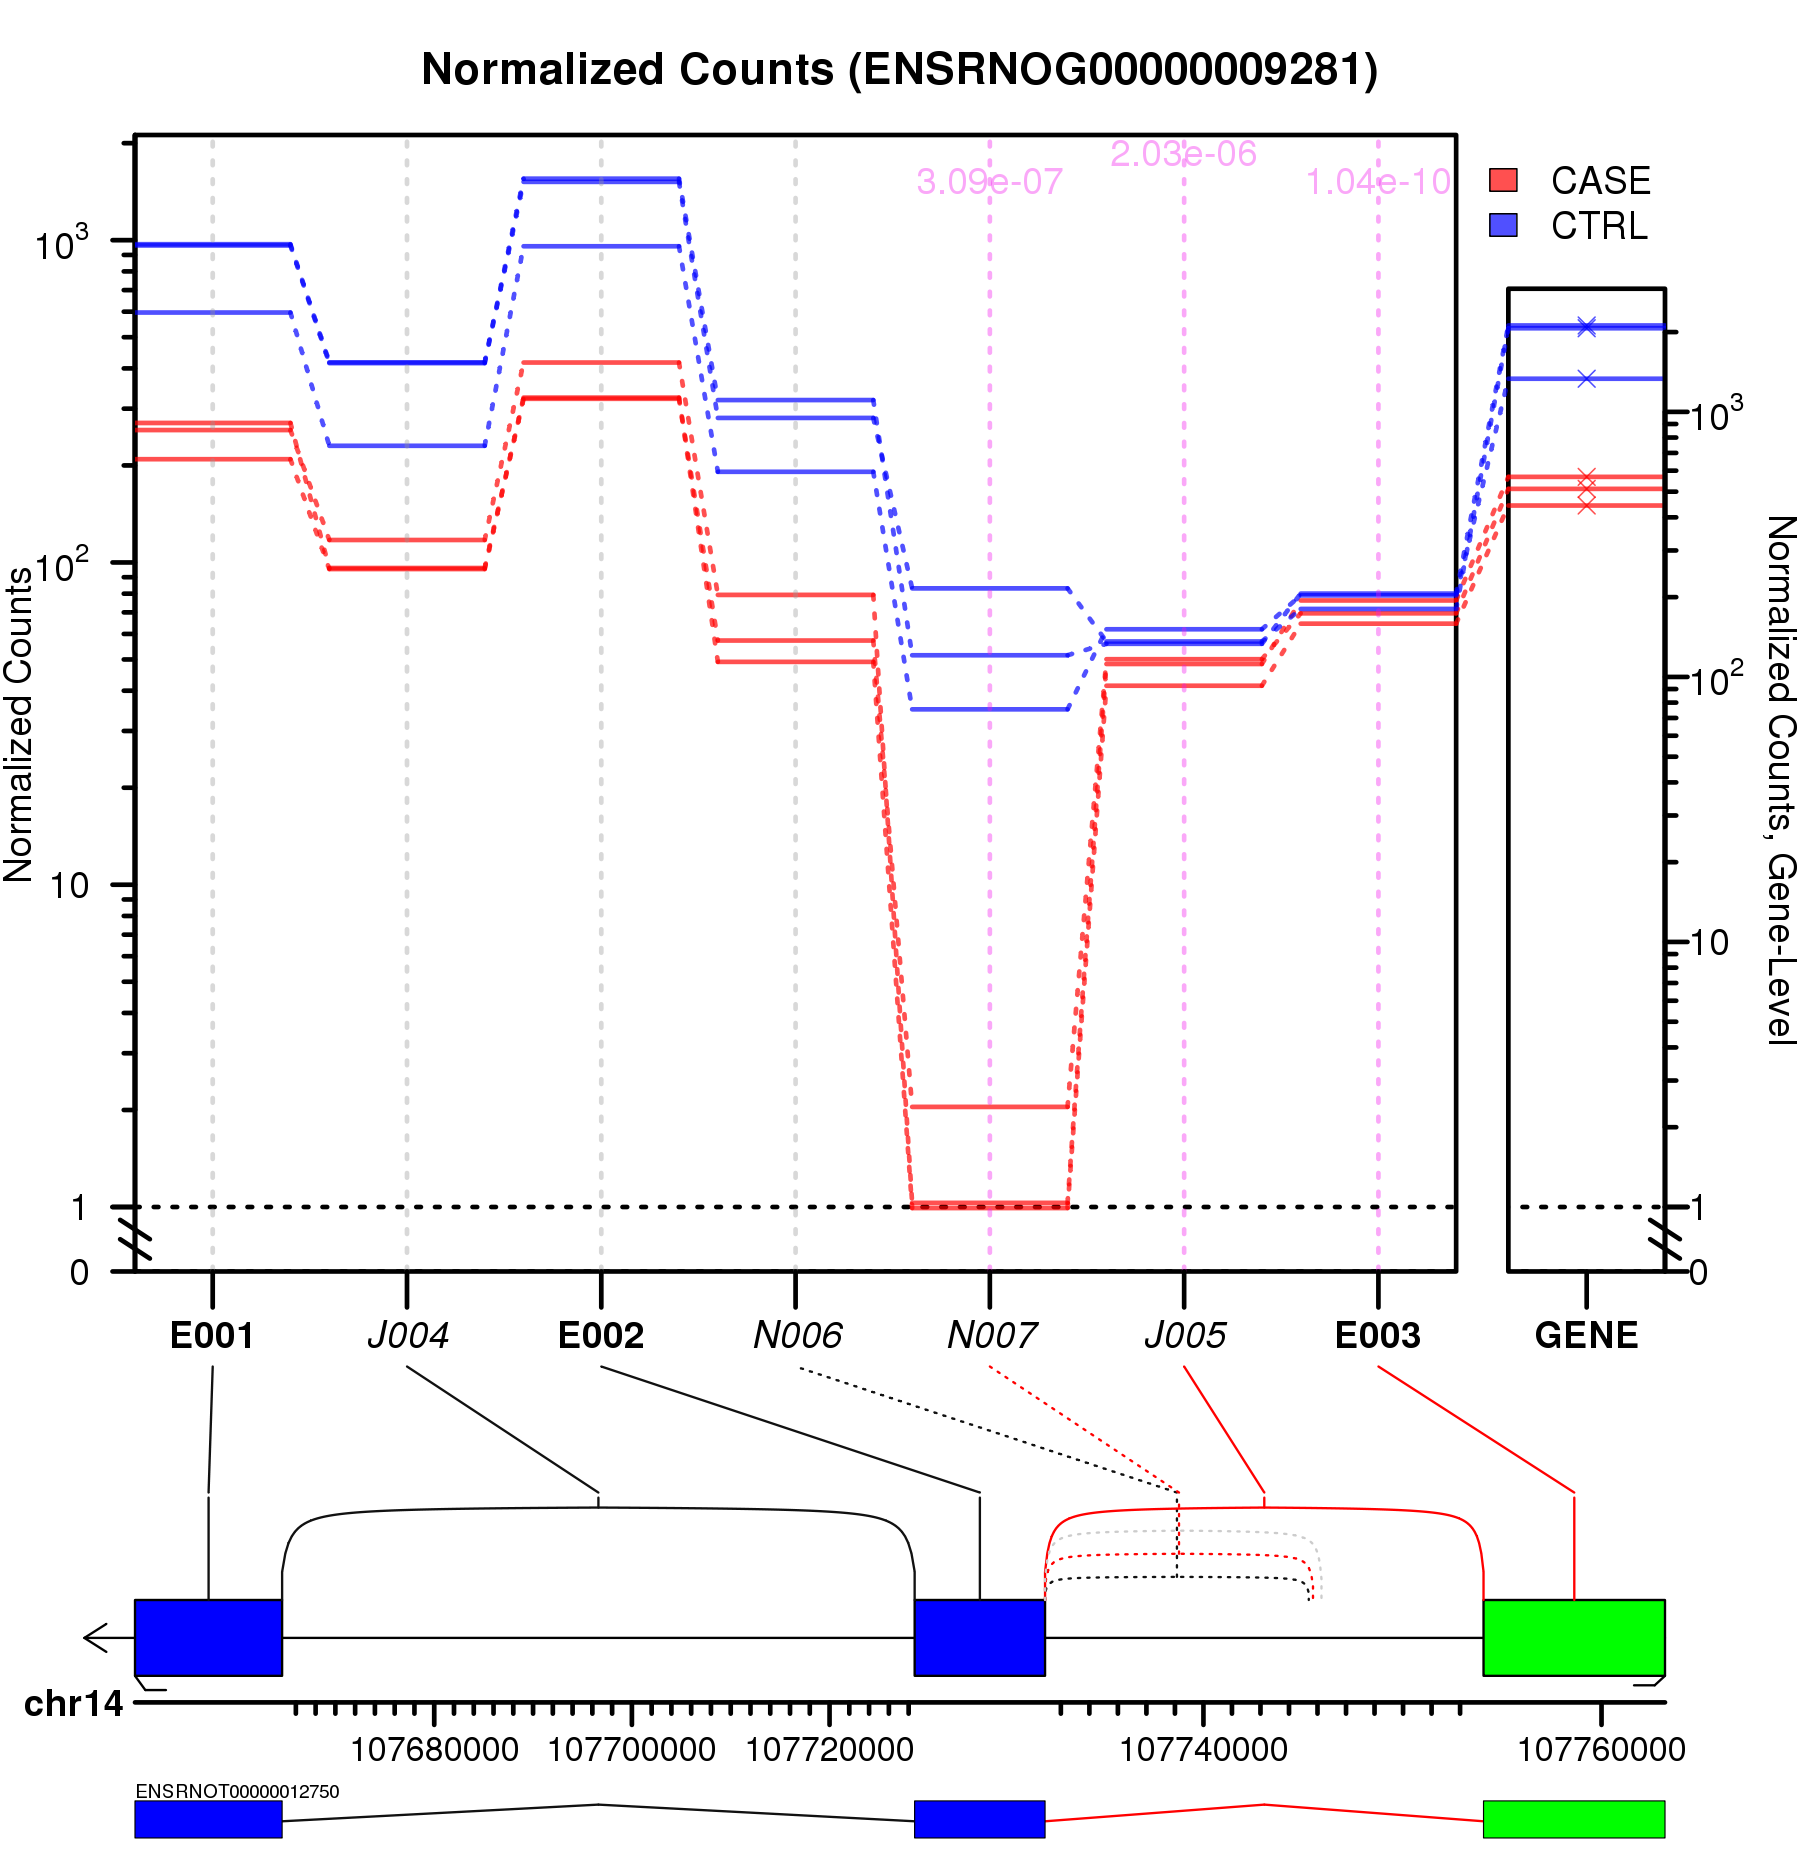 Normalized Counts (ENSRNOG00000009281)
3.09e-07
2.03e-06
1.04e-10
CASE
CTRL
10³
10²
10
1
0
Normalized Counts
10³
10²
10
1
0
Normalized Counts, Gene-Level
E001 J004 E002 N006 N007 J005 E003 GENE
chr14
107680000 107700000 107720000 107740000 107760000
ENSRNOT00000012750